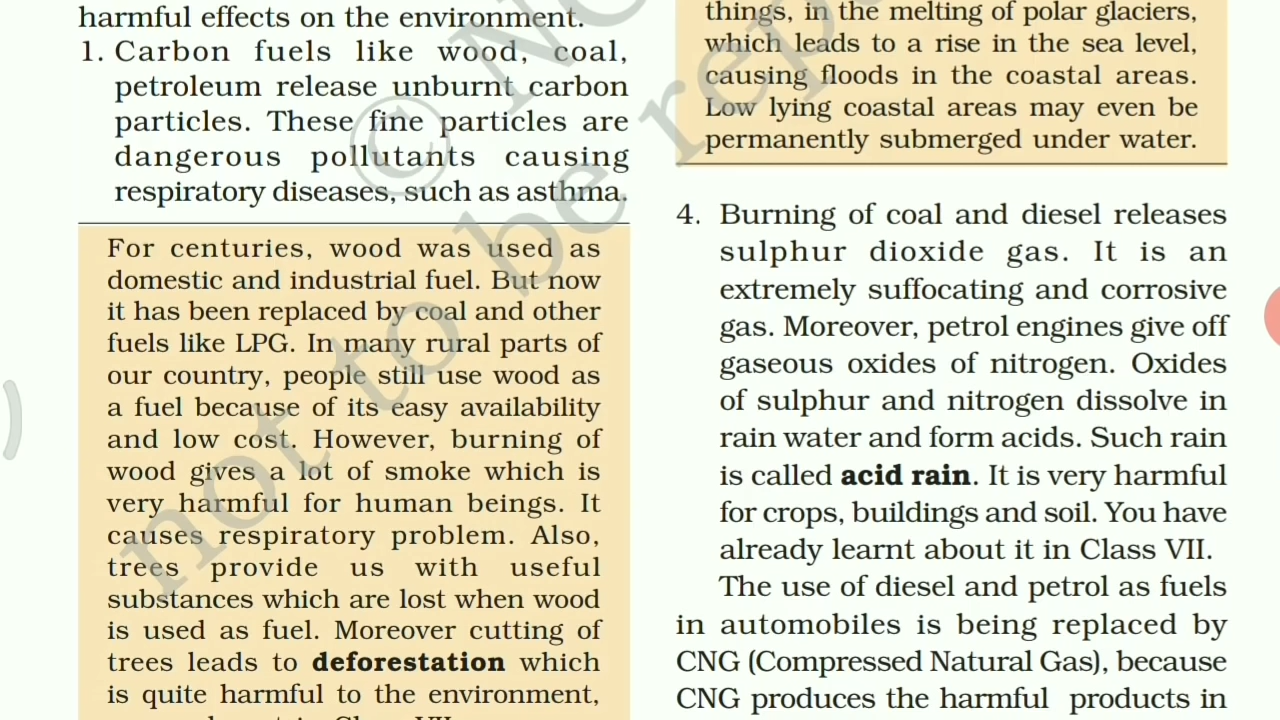 harmful effects on the environment.
1. Carbon fuels like wood, coal,
petroleum release unburnt carbon
particles. These fine particles are
dangerous pollutants causing
respiratory diseases, such as asthma.
For centuries, wood was used as
domestic and industrial fuel. But now
it has been replaced by coal and other
fuels like LPG. In many rural parts of
our country, people still use wood as
a fuel because of its easy availability
and low cost. However, burning of
wood gives a lot of smoke which is
very harmful for human beings. It
causes respiratory problem. Also,
trees provide us with useful
substances which are lost when wood
is used as fuel. Moreover cutting of
trees leads to deforestation which
is quite harmful to the environment,
things, in the melting of polar glaciers,
which leads to a rise in the sea level,
causing floods in the coastal areas.
Low lying coastal areas may even be
permanently submerged under water.
4. Burning of coal and diesel releases
sulphur dioxide gas. It is an
extremely suffocating and corrosive
gas. Moreover, petrol engines give off
gaseous oxides of nitrogen. Oxides
of sulphur and nitrogen dissolve in
rain water and form acids. Such rain
is called acid rain. It is very harmful
for crops, buildings and soil. You have
already learnt about it in Class VII.
The use of diesel and petrol as fuels
in automobiles is being replaced by
CNG (Compressed Natural Gas), because
CNG produces the harmful products in
© N
not to be rep